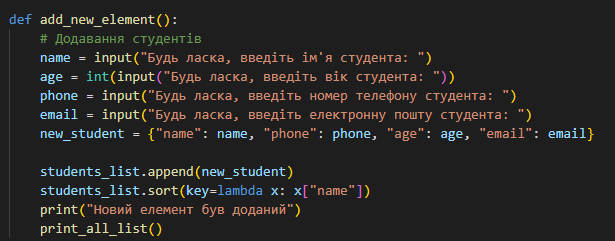 def add_new_element():
    # Додавання студентів
    name = input("Будь ласка, введіть ім'я студента: ")
    age = int(input("Будь ласка, введіть вік студента: "))
    phone = input("Будь ласка, введіть номер телефону студента: ")
    email = input("Будь ласка, введіть електронну пошту студента: ")
    new_student = {"name": name, "phone": phone, "age": age, "email": email}

    students_list.append(new_student)
    students_list.sort(key=lambda x: x["name"])
    print("Новий елемент був доданий")
    print_all_list()